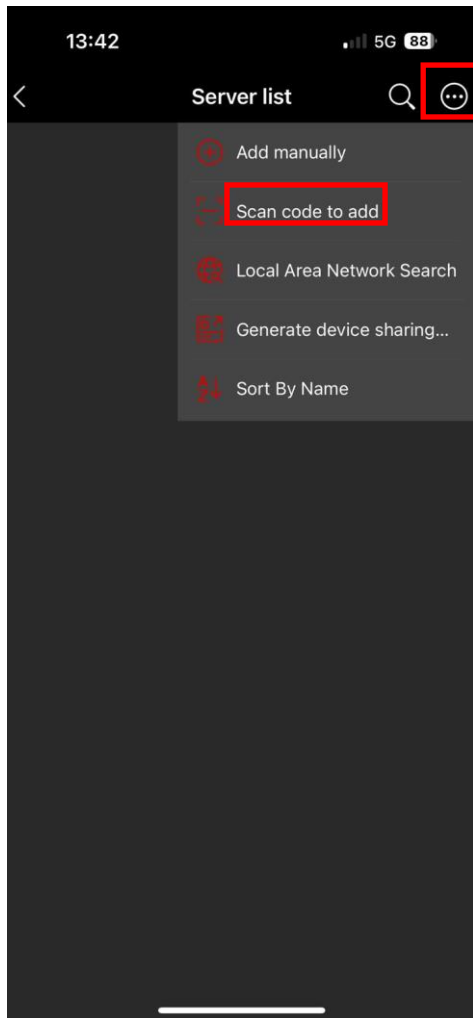 13:42
5G 88
Server list
Add manually
Scan code to add
Local Area Network Search
Generate device sharing...
Sort By Name